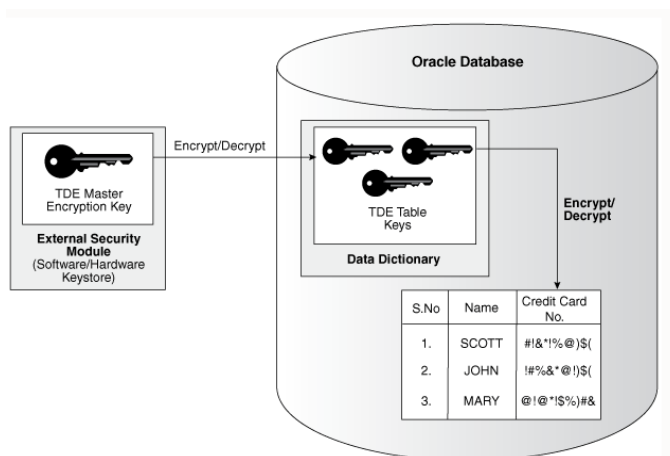 Oracle Database
Encrypt/Decrypt
TDE Master
Encryption Key
External Security
Module
(Software/Hardware
Keystore)
TDE Table
Keys
Data Dictionary
Encrypt/
Decrypt
S.No Name Credit Card No.
1. SCOTT #!&*!%@)$(
2. JOHN !#%&*@!)$(
3. MARY @!@*!$%)#&